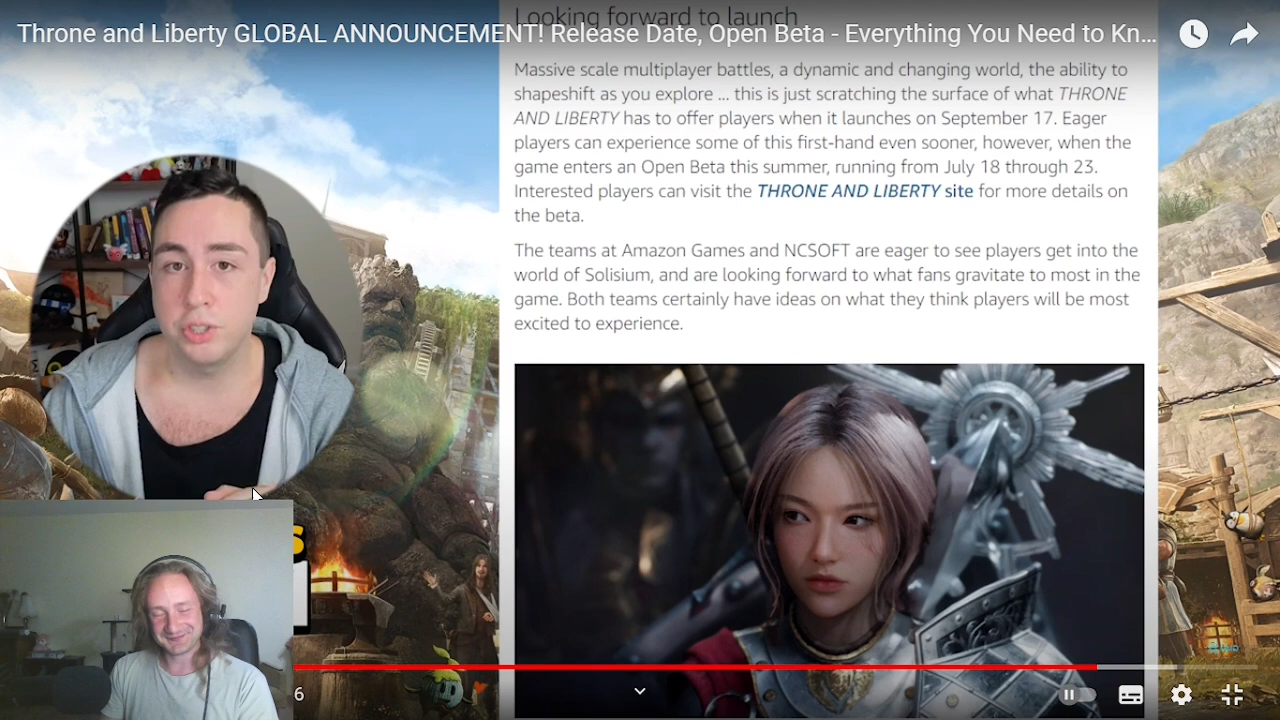 Looking forward to launch
Throne and Liberty GLOBAL ANNOUNCEMENT! Release Date, Open Beta - Everything You Need to Kn...
Massive scale multiplayer battles, a dynamic and changing world, the ability to
shapeshift as you explore ... this is just scratching the surface of what THRONE
AND LIBERTY has to offer players when it launches on September 17. Eager
players can experience some of this first-hand even sooner, however, when the
game enters an Open Beta this summer, running from July 18 through 23.
Interested players can visit the THRONE AND LIBERTY site for more details on
the beta.
The teams at Amazon Games and NCSOFT are eager to see players get into the
world of Solisium, and are looking forward to what fans gravitate to most in the
game. Both teams certainly have ideas on what they think players will be most
excited to experience.
S
6